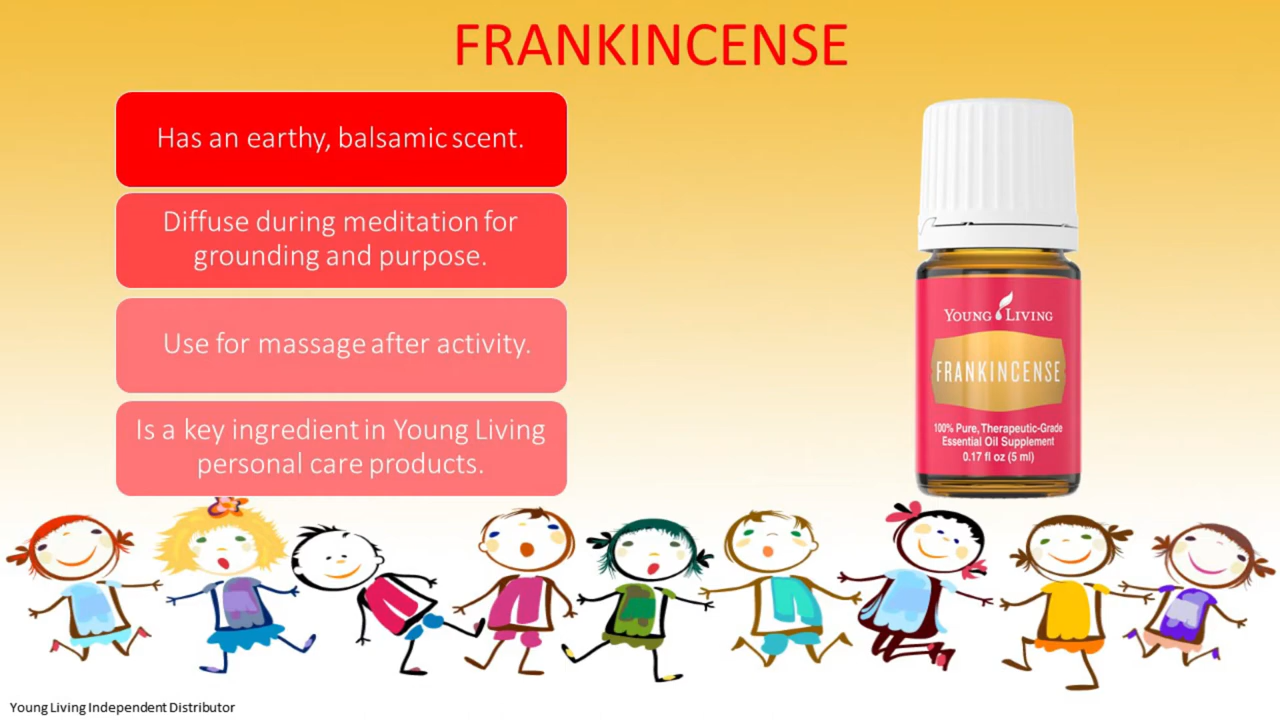 FRANKINCENSE
Has an earthy, balsamic scent.
Diffuse during meditation for
grounding and purpose.
Use for massage after activity.
Is a key ingredient in Young Living
personal care products.
YOUNG LIVING
FRANKINCENSE
100% Pure, Therapeutic-Grade
Essential Oil Supplement
0.17 fl oz (5 ml)
Young Living Independent Distributor